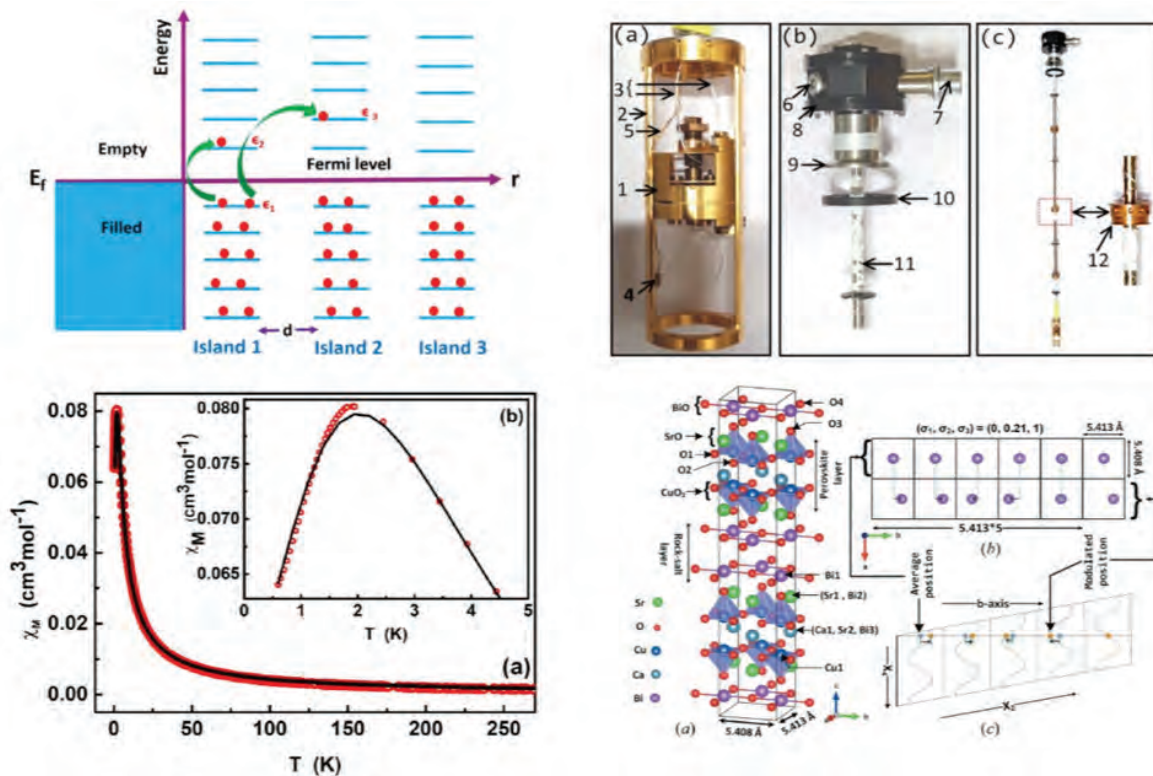 Energy
Empty
E_f
Filled
Fermi level
r
ϵ₁
ϵ₂
ϵ₃
d
Island 1
Island 2
Island 3
(a)
3{
2
5
1
4
(b)
6
8
7
9
10
11
(c)
12
0.08
0.06
0.04
0.02
0.00
χ_M (cm³mol⁻¹)
0 50 100 150 200 250
T (K)
(a)
(b)
0.080
0.075
0.070
0.065
χ_M (cm³mol⁻¹)
0 1 2 3 4 5
T (K)
BiO
SrO
O1
O2
CuO₂
O4
O3
Perovskite layer
Rock-salt layer
Bi1
(Sr1 , Bi2)
(Ca1, Sr2, Bi3)
Cu1
Sr
O
Cu
Ca
Bi
5.408 Å
5.413 Å
(a)
(σ₁, σ₂, σ₃) = (0, 0.21, 1)
5.413 Å
5.408 Å
5.413*5
(b)
Average position
Modulated position
b-axis
(c)